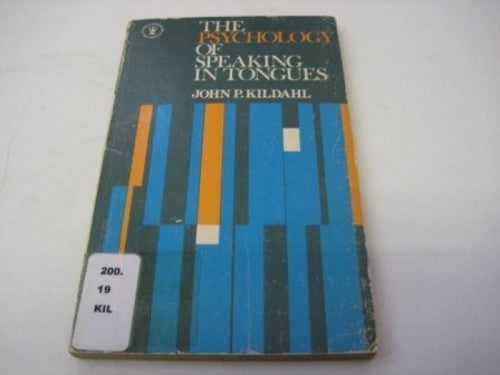 THE
PSYCHOLOGY
OF
SPEAKING
IN TONGUES
JOHN P. KILDAHL
200.
19
KIL